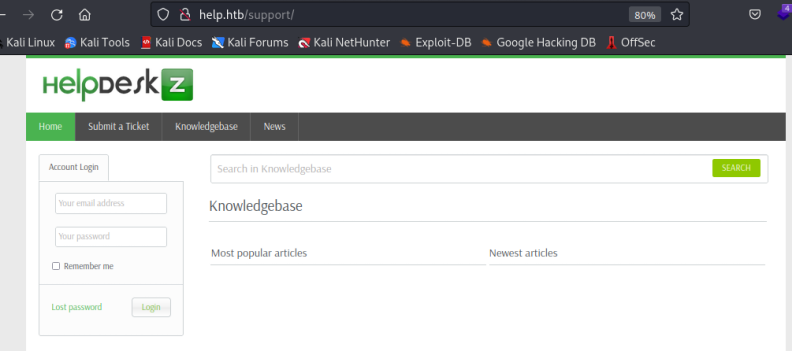 help.htb/support/ 80% 4
Kali Linux Kali Tools Kali Docs Kali Forums Kali NetHunter Exploit-DB Google Hacking DB OffSec
HelpDesk Z
Home Submit a Ticket Knowledgebase News
Account Login
Search in Knowledgebase SEARCH
Your email address
Knowledgebase
Your password
Most popular articles Newest articles
Remember me
Lost password Login